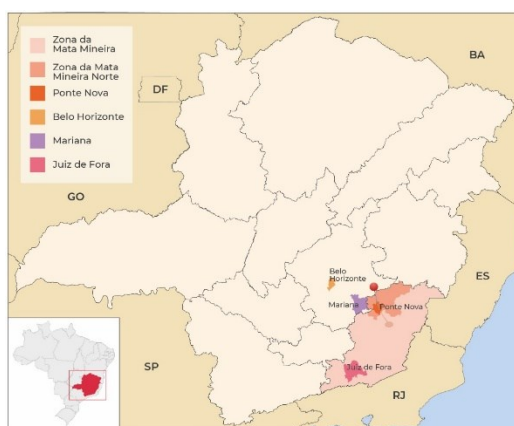 Zona da
Mata Mineira
Zona da Mata
Mineira Norte
Ponte Nova
Belo Horizonte
Mariana
Juiz de Fora
DF
BA
GO
Belo
Horizonte
ES
Mariana
Ponte Nova
SP
Juiz de Fora
RJ